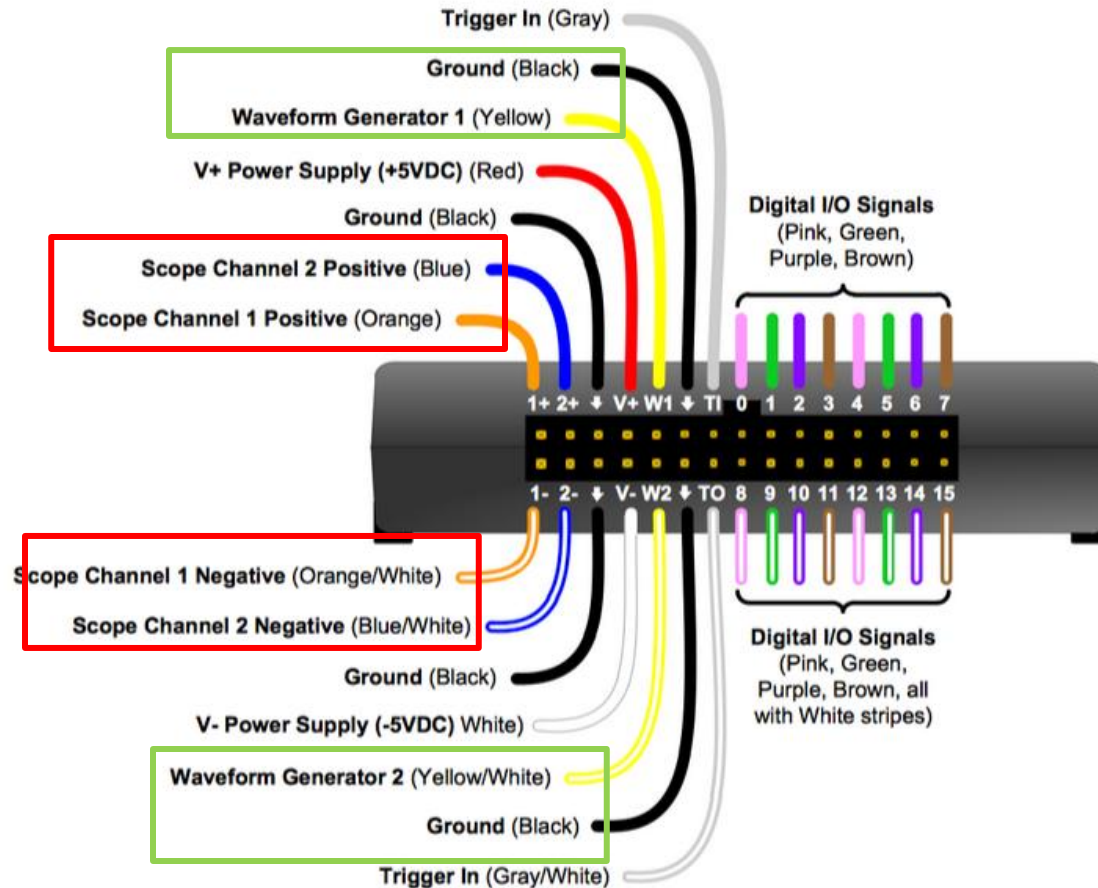 Trigger In (Gray)
Ground (Black)
Waveform Generator 1 (Yellow)
V+ Power Supply (+5VDC) (Red)
Ground (Black)
Scope Channel 2 Positive (Blue)
Scope Channel 1 Positive (Orange)
Digital I/O Signals
(Pink, Green,
Purple, Brown)
1+ 2+ V+ W1 TI 0 1 2 3 4 5 6 7
1- 2- V- W2 TO 8 9 10 11 12 13 14 15
Scope Channel 1 Negative (Orange/White)
Scope Channel 2 Negative (Blue/White)
Ground (Black)
V- Power Supply (-5VDC) White)
Waveform Generator 2 (Yellow/White)
Ground (Black)
Trigger In (Gray/White)
Digital I/O Signals
(Pink, Green,
Purple, Brown, all
with White stripes)